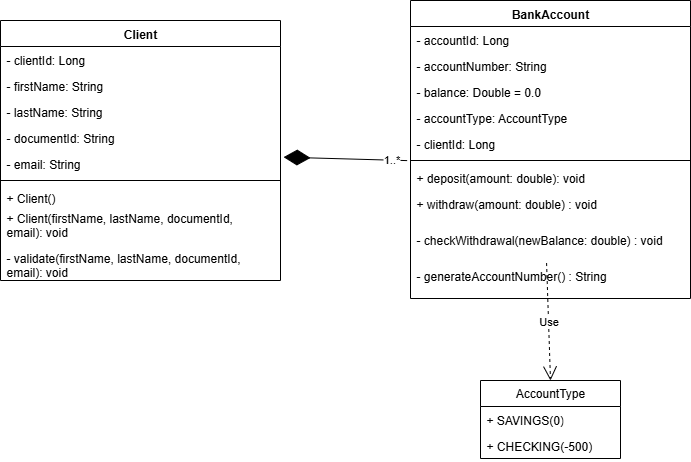 Client
- clientId: Long
- firstName: String
- lastName: String
- documentId: String
- email: String
+ Client()
+ Client(firstName, lastName, documentId,
email): void
- validate(firstName, lastName, documentId,
email): void
1..*
BankAccount
- accountId: Long
- accountNumber: String
- balance: Double = 0.0
- accountType: AccountType
- clientId: Long
+ deposit(amount: double): void
+ withdraw(amount: double) : void
- checkWithdrawal(newBalance: double) : void
- generateAccountNumber() : String
Use
AccountType
+ SAVINGS(0)
+ CHECKING(-500)